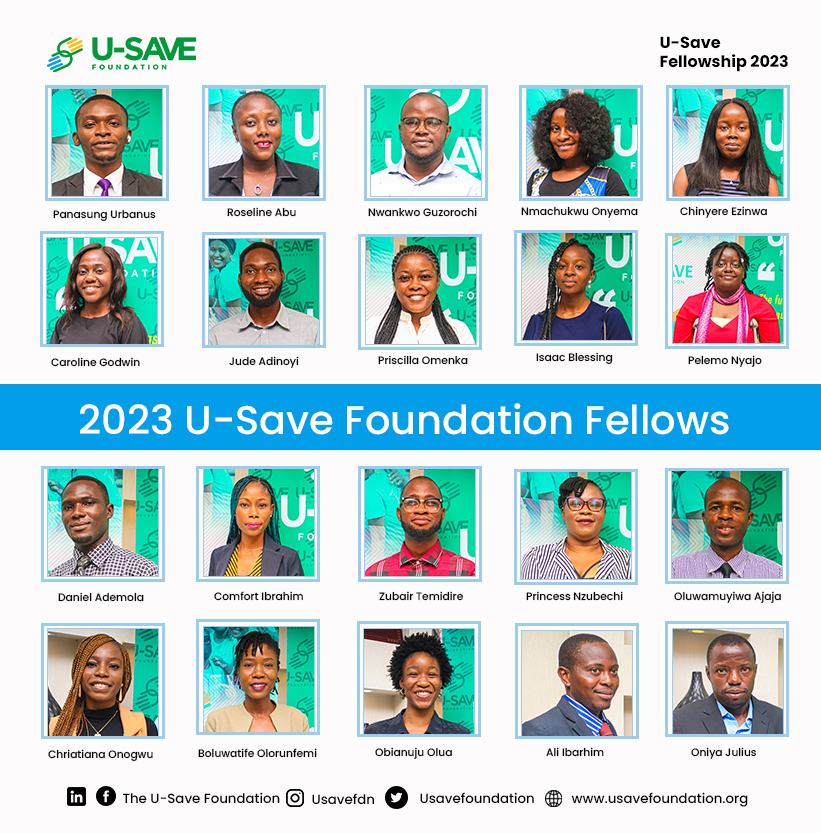 U-SAVE
FOUNDATION
U-Save
Fellowship 2023
Panasung Urbanus
Roseline Abu
Nwankwo Guzorochi
Nmachukwu Onyema
Chinyere Ezinwa
Caroline Godwin
Jude Adinoyi
Priscilla Omenka
Isaac Blessing
Pelemo Nyajo
2023 U-Save Foundation Fellows
Daniel Ademola
Comfort Ibrahim
Zubair Temidire
Princess Nzubechi
Oluwamuyiwa Ajaja
Chriatiana Onogwu
Boluwatife Olorunfemi
Obianuju Olua
Ali Ibarhim
Oniya Julius
The U-Save Foundation Usavefdn Usavefoundation www.usavefoundation.org